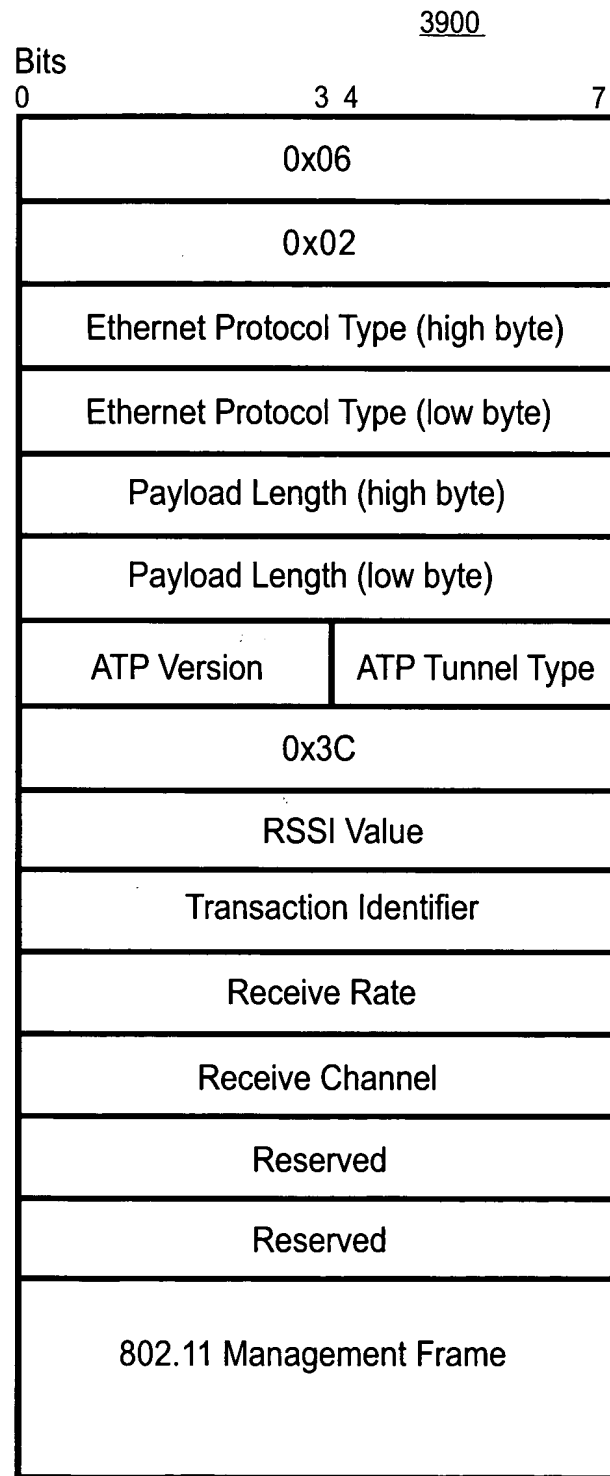 3900
Bits
0 3 4 7
0x06
0x02
Ethernet Protocol Type (high byte)
Ethernet Protocol Type (low byte)
Payload Length (high byte)
Payload Length (low byte)
ATP Version ATP Tunnel Type
0x3C
RSSI Value
Transaction Identifier
Receive Rate
Receive Channel
Reserved
Reserved
802.11 Management Frame